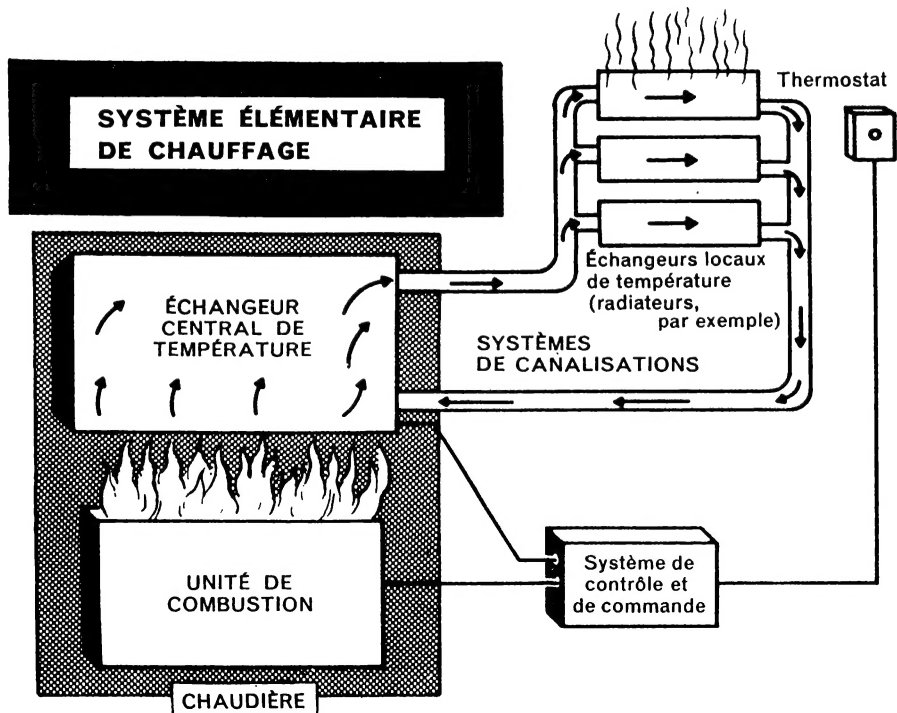 SYSTÈME ÉLÉMENTAIRE
DE CHAUFFAGE
Thermostat
Échangeurs locaux
de température
(radiateurs,
par exemple)
ÉCHANGEUR
CENTRAL DE
TEMPÉRATURE
SYSTÈMES
DE CANALISATIONS
UNITÉ DE
COMBUSTION
Système de
contrôle et
de commande
CHAUDIÈRE